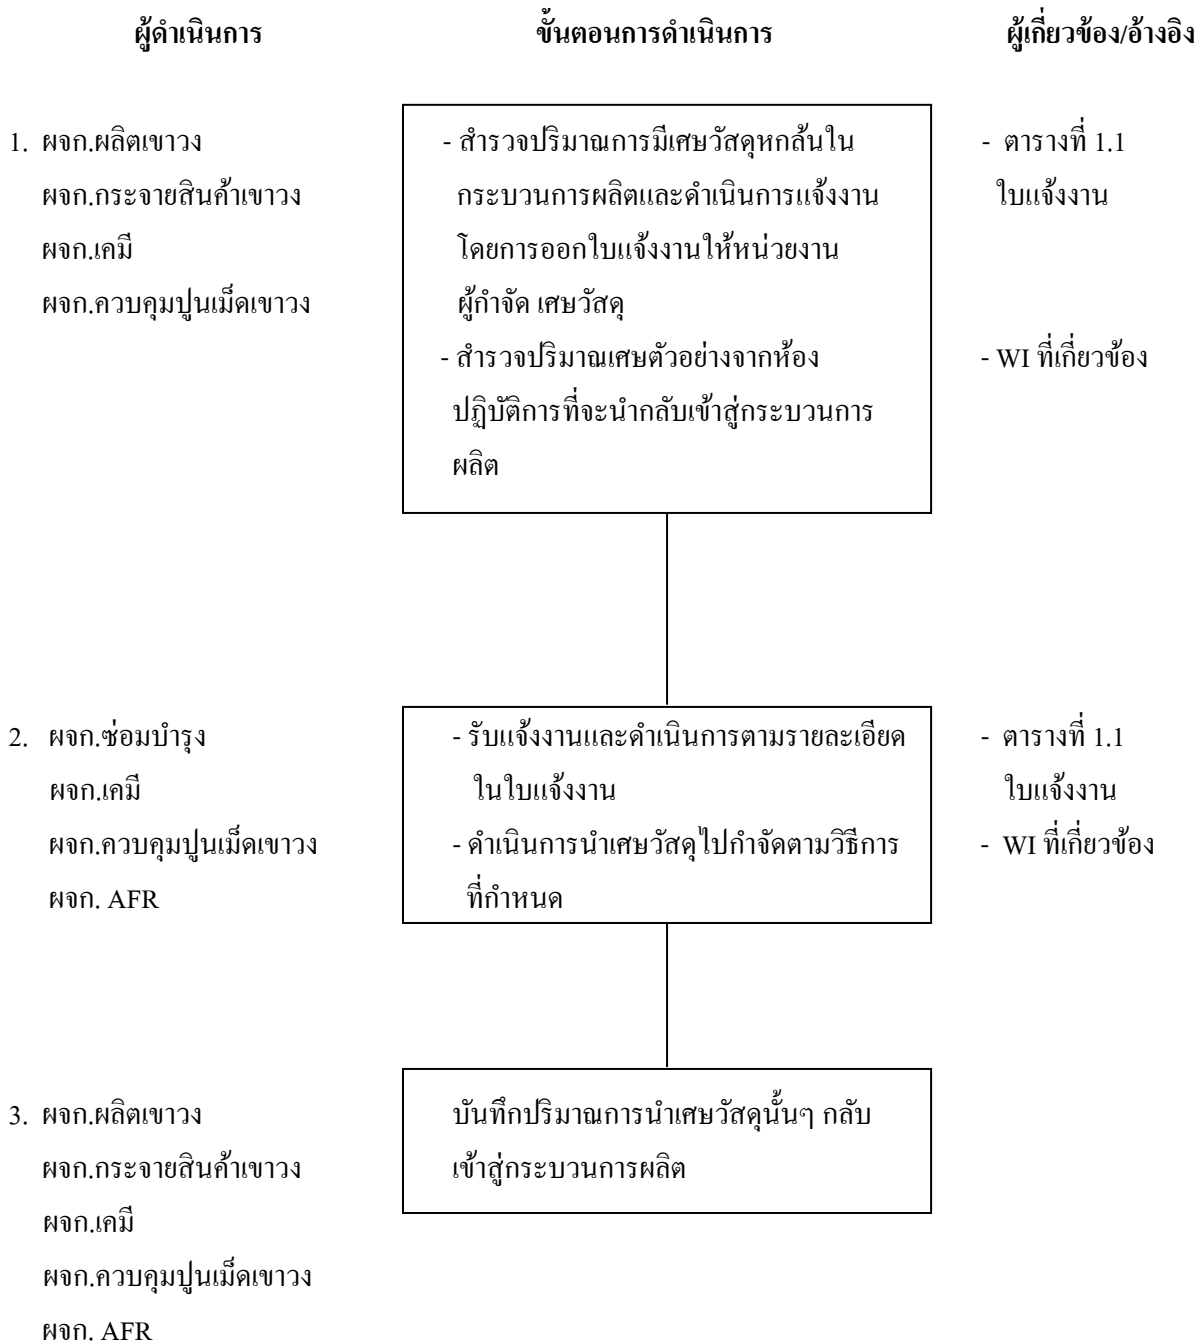 ผู้ดำเนินการ ขั้นตอนการดำเนินการ ผู้เกี่ยวข้อง/อ้างอิง
1. ผจก.ผลิตเขาวง
ผจก.กระจายสินค้าเขาวง
ผจก.เคมี
ผจก.ควบคุมปูนเม็ดเขาวง
- สำรวจปริมาณการมีเศษวัสดุหกล้นใน
กระบวนการผลิตและดำเนินการแจ้งงาน
โดยการออกใบแจ้งงานให้หน่วยงาน
ผู้กำจัด เศษวัสดุ
- สำรวจปริมาณเศษตัวอย่างจากห้อง
ปฏิบัติการที่จะนำกลับเข้าสู่กระบวนการ
ผลิต
- ตารางที่ 1.1
ใบแจ้งงาน
- WI ที่เกี่ยวข้อง
2. ผจก.ซ่อมบำรุง
ผจก.เคมี
ผจก.ควบคุมปูนเม็ดเขาวง
ผจก. AFR
- รับแจ้งงานและดำเนินการตามรายละเอียด
ในใบแจ้งงาน
- ดำเนินการนำเศษวัสดุไปกำจัดตามวิธีการ
ที่กำหนด
- ตารางที่ 1.1
ใบแจ้งงาน
- WI ที่เกี่ยวข้อง
3. ผจก.ผลิตเขาวง
ผจก.กระจายสินค้าเขาวง
ผจก.เคมี
ผจก.ควบคุมปูนเม็ดเขาวง
ผจก. AFR
บันทึกปริมาณการนำเศษวัสดุนั้นๆ กลับ
เข้าสู่กระบวนการผลิต